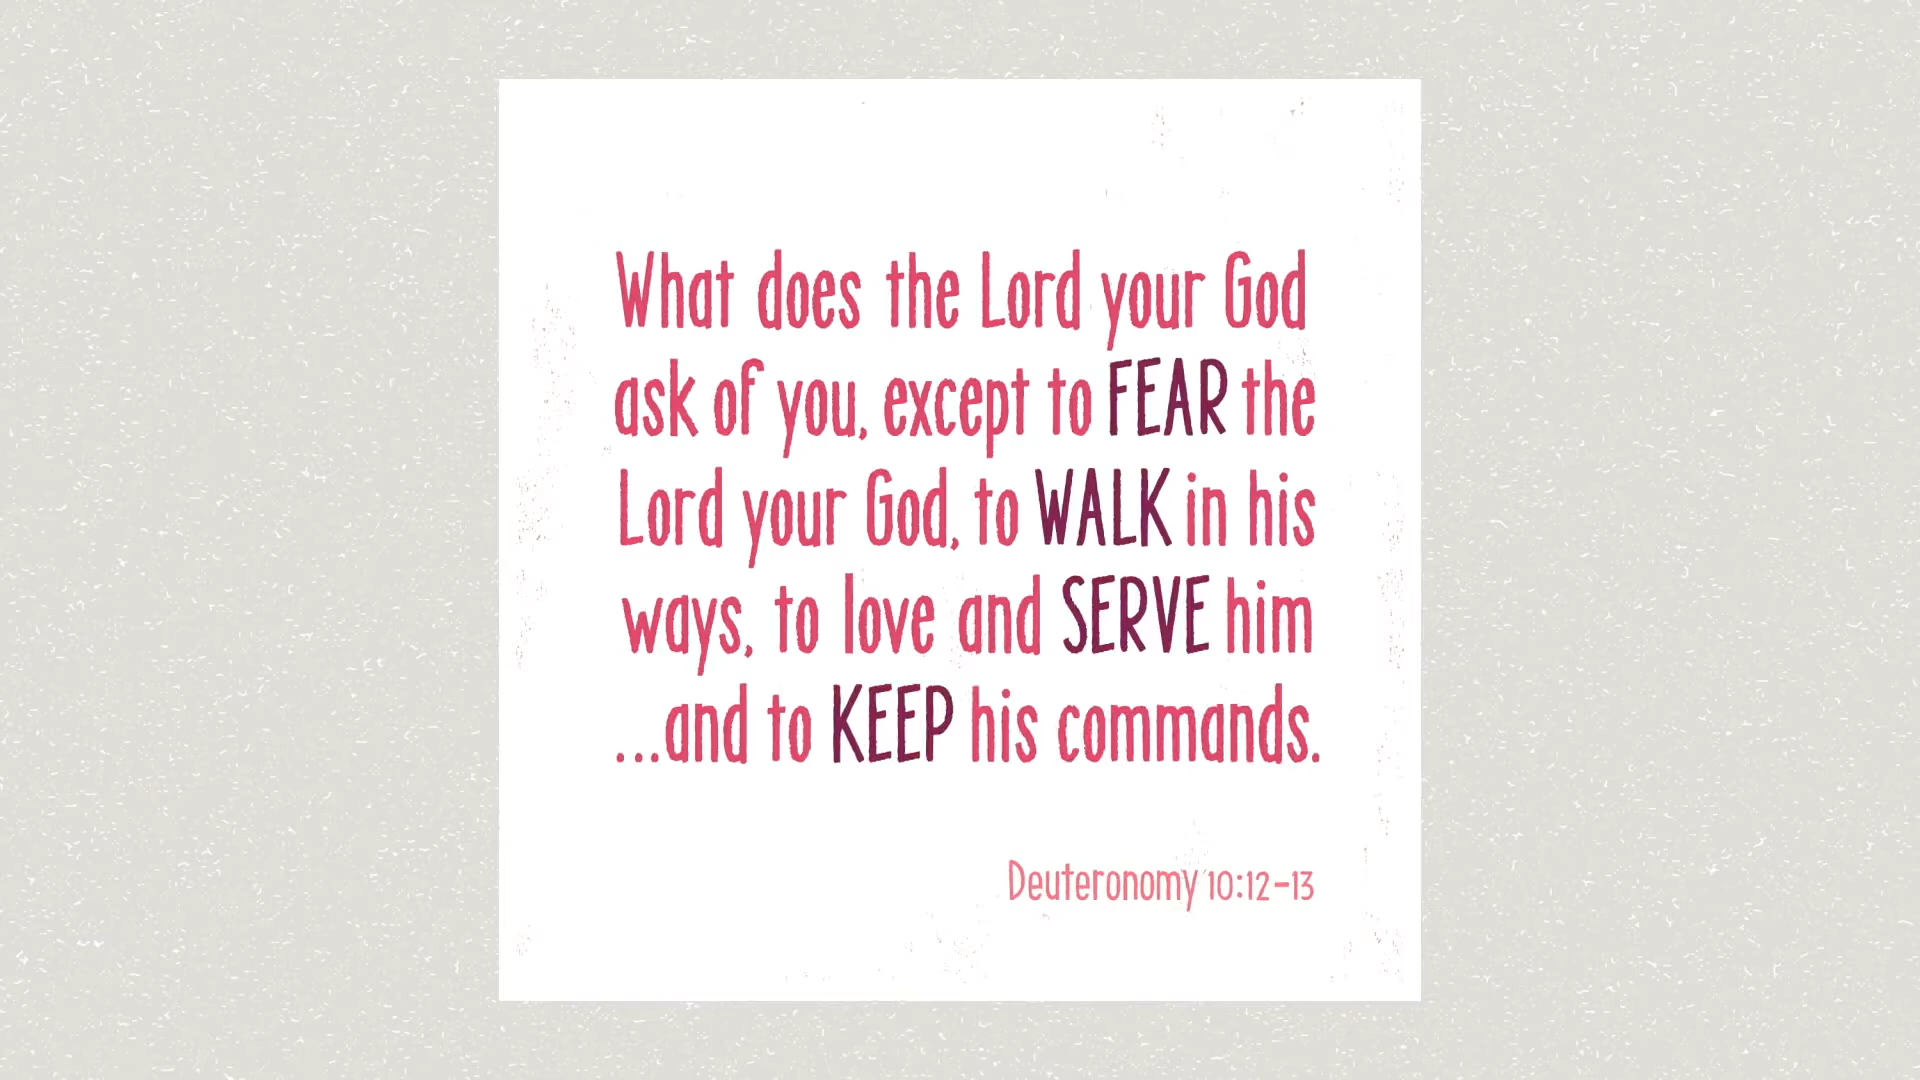 What does the Lord your God
ask of you, except to FEAR the
Lord your God, to WALK in his
ways, to love and SERVE him
...and to KEEP his commands.
Deuteronomy 10:12-13